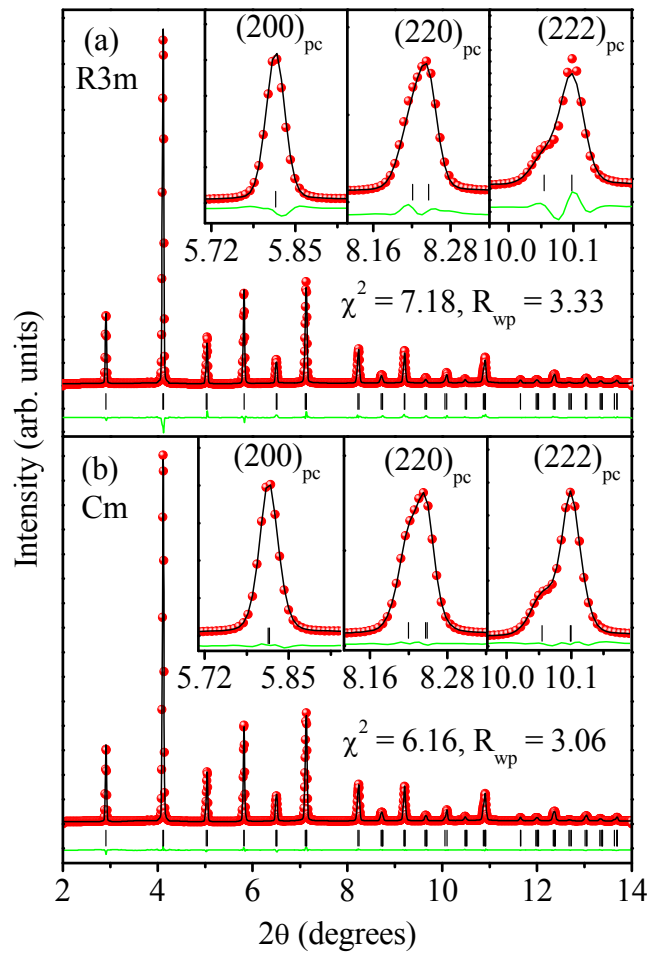 (a)
R3m
(200)pc
(220)pc
(222)pc
5.72 5.85
8.16 8.28
10.0 10.1
χ² = 7.18, Rwp = 3.33
(b)
Cm
(200)pc
(220)pc
(222)pc
5.72 5.85
8.16 8.28
10.0 10.1
χ² = 6.16, Rwp = 3.06
Intensity (arb. units)
2 4 6 8 10 12 14
2θ (degrees)